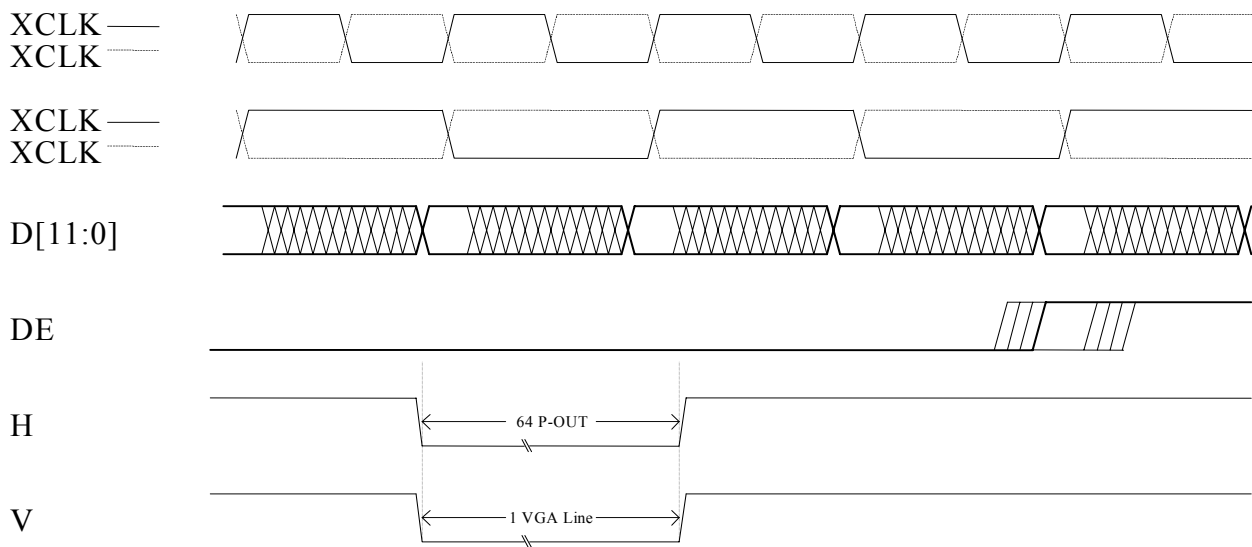 XCLK
XCLK
XCLK
XCLK
D[11:0]
DE
H
64 P-OUT
V
1 VGA Line